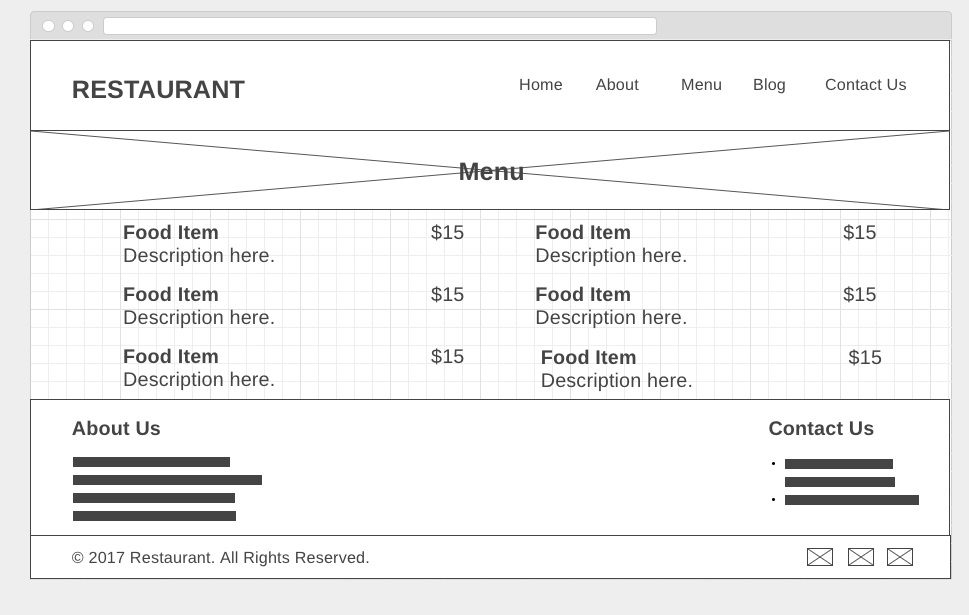 RESTAURANT
Home About Menu Blog Contact Us
Menu
Food Item $15
Description here.
Food Item $15
Description here.
Food Item $15
Description here.
Food Item $15
Description here.
Food Item $15
Description here.
Food Item $15
Description here.
About Us
Contact Us
© 2017 Restaurant. All Rights Reserved.